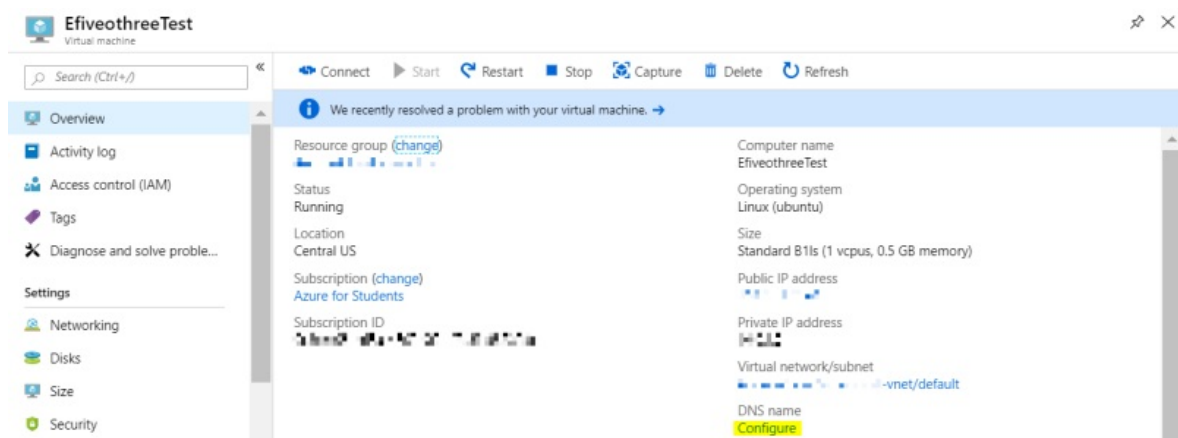 EfiveothreeTest
Virtual machine
Search (Ctrl+/)
«
Overview
Activity log
Access control (IAM)
Tags
Diagnose and solve proble...
Settings
Networking
Disks
Size
Security
Connect Start Restart Stop Capture Delete Refresh
We recently resolved a problem with your virtual machine. →
Resource group (change)
Status
Running
Location
Central US
Subscription (change)
Azure for Students
Subscription ID
Computer name
EfiveothreeTest
Operating system
Linux (ubuntu)
Size
Standard B1ls (1 vcpus, 0.5 GB memory)
Public IP address
Private IP address
Virtual network/subnet
-vnet/default
DNS name
Configure